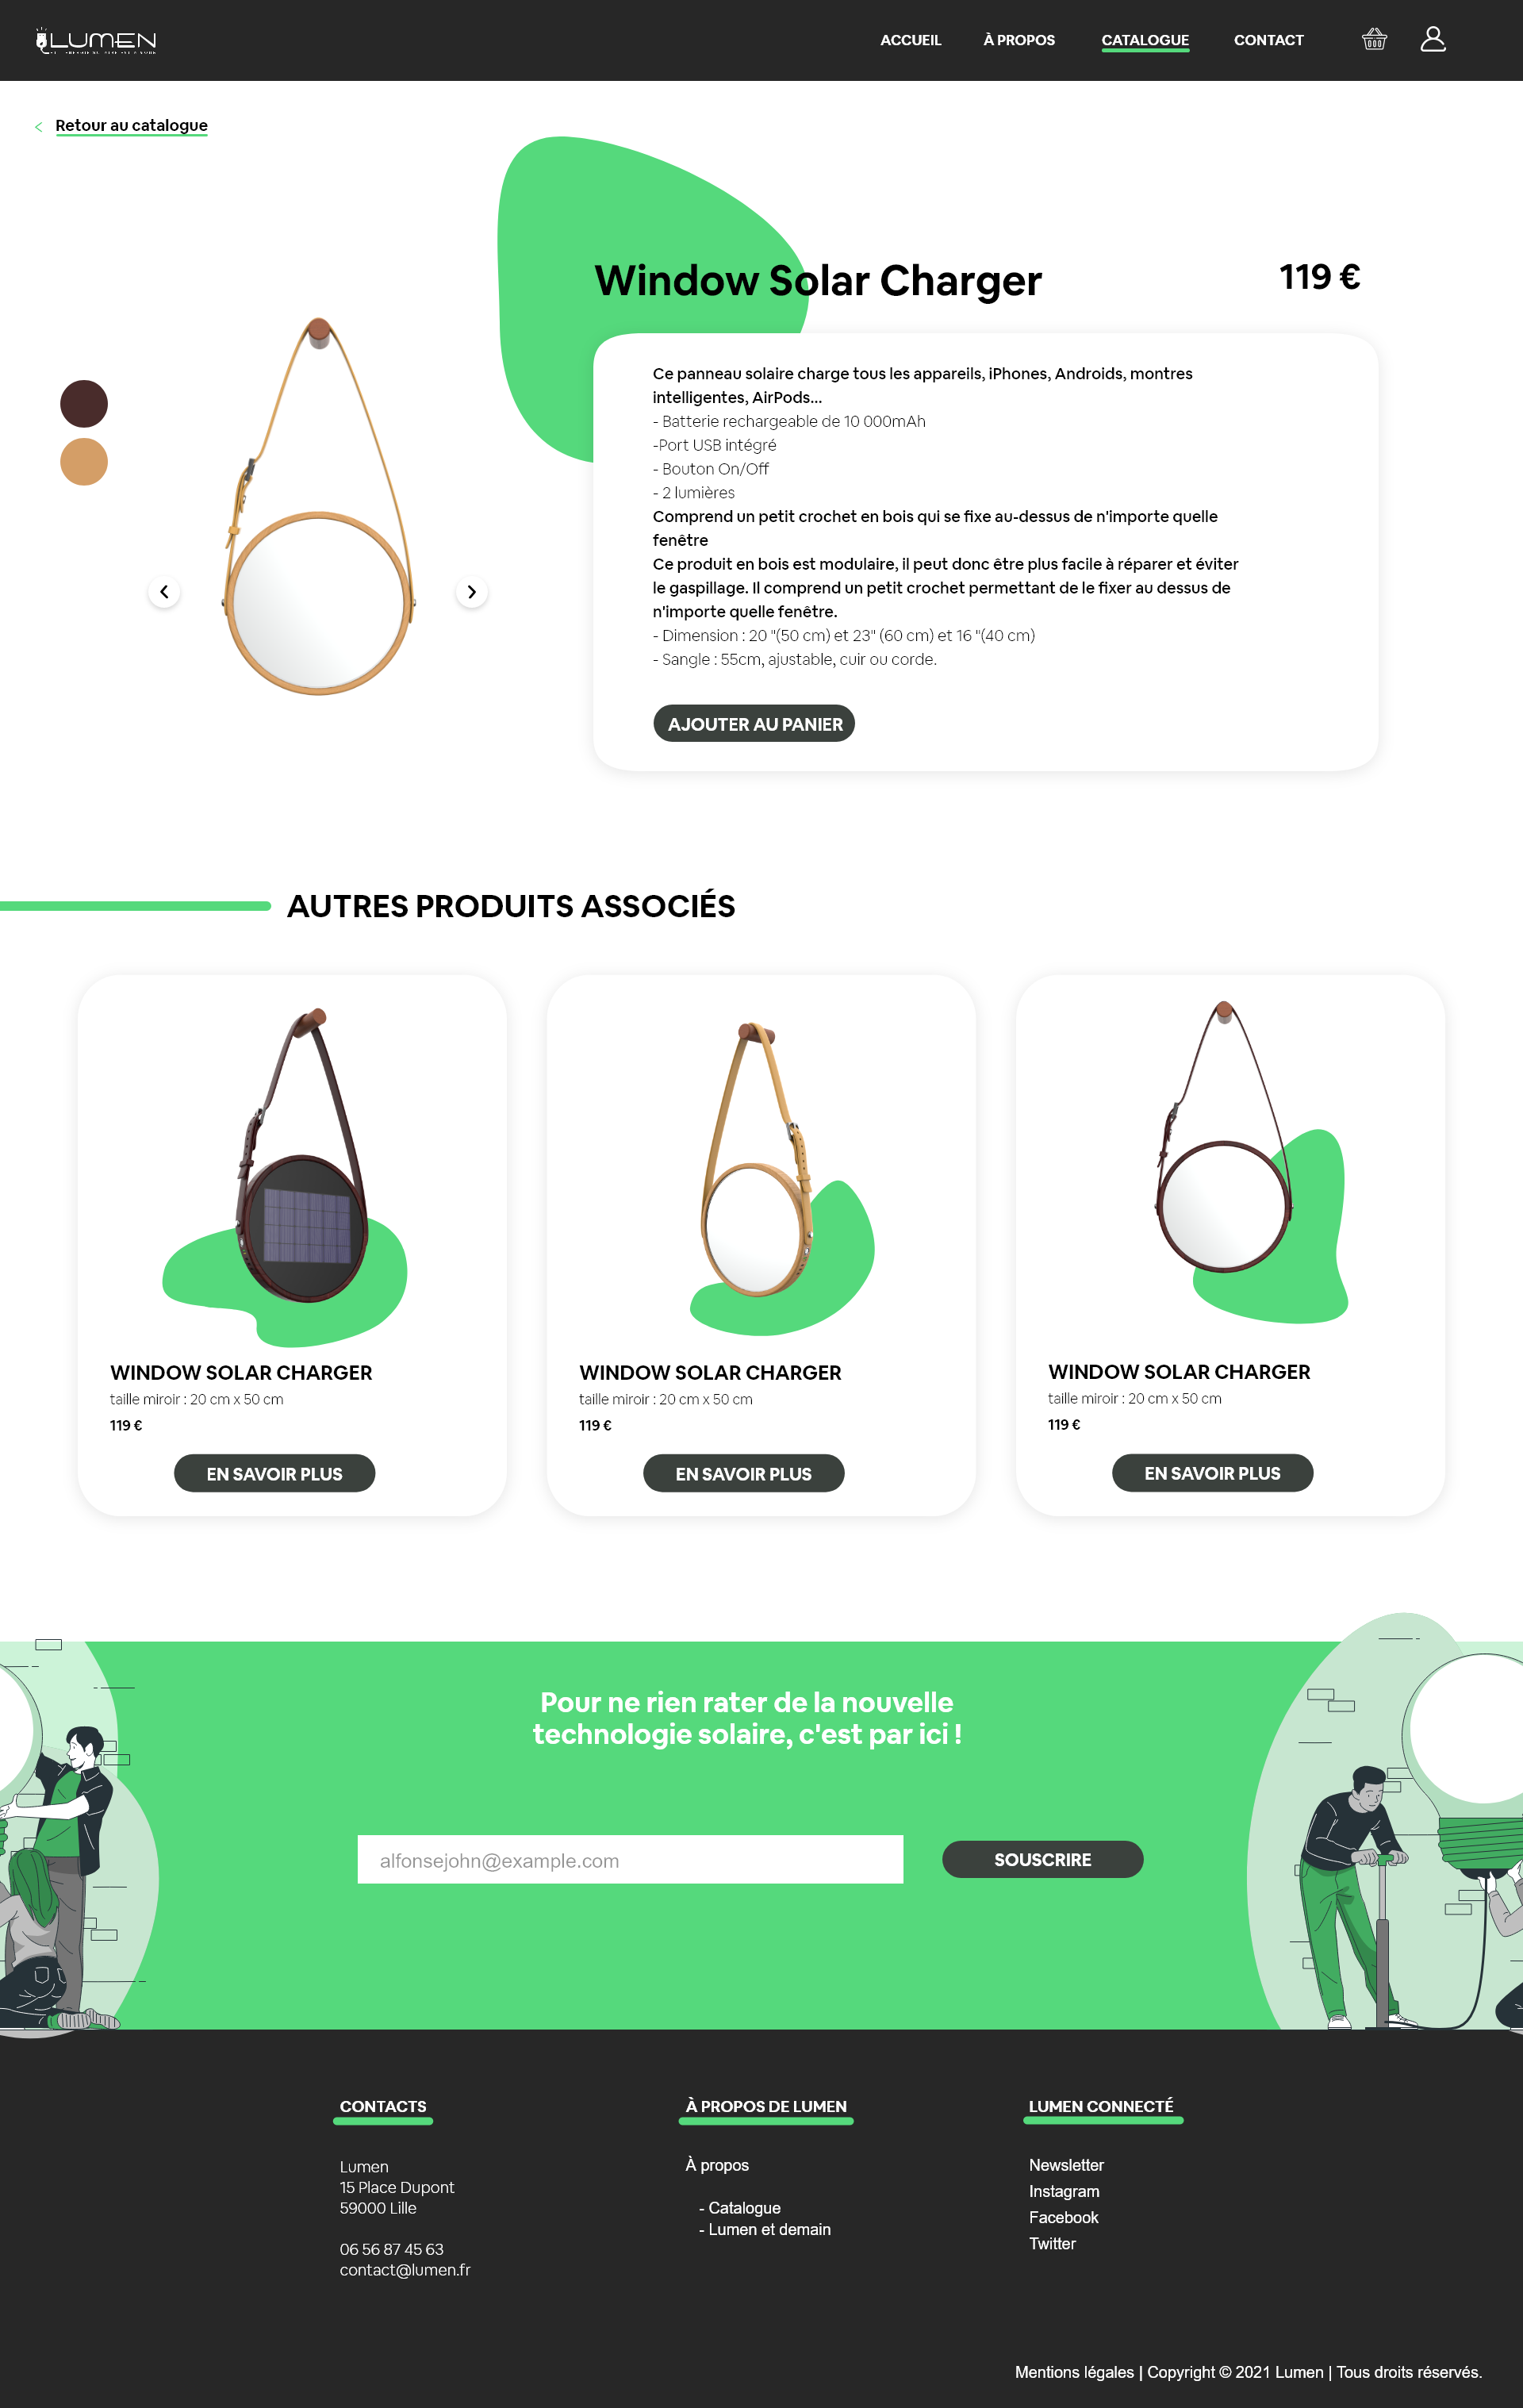 LUMEN
ACCUEIL
À PROPOS
CATALOGUE
CONTACT
< Retour au catalogue
Window Solar Charger
119 €
Ce panneau solaire charge tous les appareils, iPhones, Androids, montres
intelligentes, AirPods...
- Batterie rechargeable de 10 000mAh
-Port USB intégré
- Bouton On/Off
- 2 lumières
Comprend un petit crochet en bois qui se fixe au-dessus de n'importe quelle
fenêtre
Ce produit en bois est modulaire, il peut donc être plus facile à réparer et éviter
le gaspillage. Il comprend un petit crochet permettant de le fixer au dessus de
n'importe quelle fenêtre.
- Dimension : 20 "(50 cm) et 23" (60 cm) et 16 "(40 cm)
- Sangle : 55cm, ajustable, cuir ou corde.
AJOUTER AU PANIER
AUTRES PRODUITS ASSOCIÉS
WINDOW SOLAR CHARGER
taille miroir : 20 cm x 50 cm
119 €
EN SAVOIR PLUS
WINDOW SOLAR CHARGER
taille miroir : 20 cm x 50 cm
119 €
EN SAVOIR PLUS
WINDOW SOLAR CHARGER
taille miroir : 20 cm x 50 cm
119 €
EN SAVOIR PLUS
Pour ne rien rater de la nouvelle
technologie solaire, c'est par ici !
alfonsejohn@example.com
SOUSCRIRE
CONTACTS
Lumen
15 Place Dupont
59000 Lille
06 56 87 45 63
contact@lumen.fr
À PROPOS DE LUMEN
À propos
- Catalogue
- Lumen et demain
LUMEN CONNECTÉ
Newsletter
Instagram
Facebook
Twitter
Mentions légales | Copyright © 2021 Lumen | Tous droits réservés.